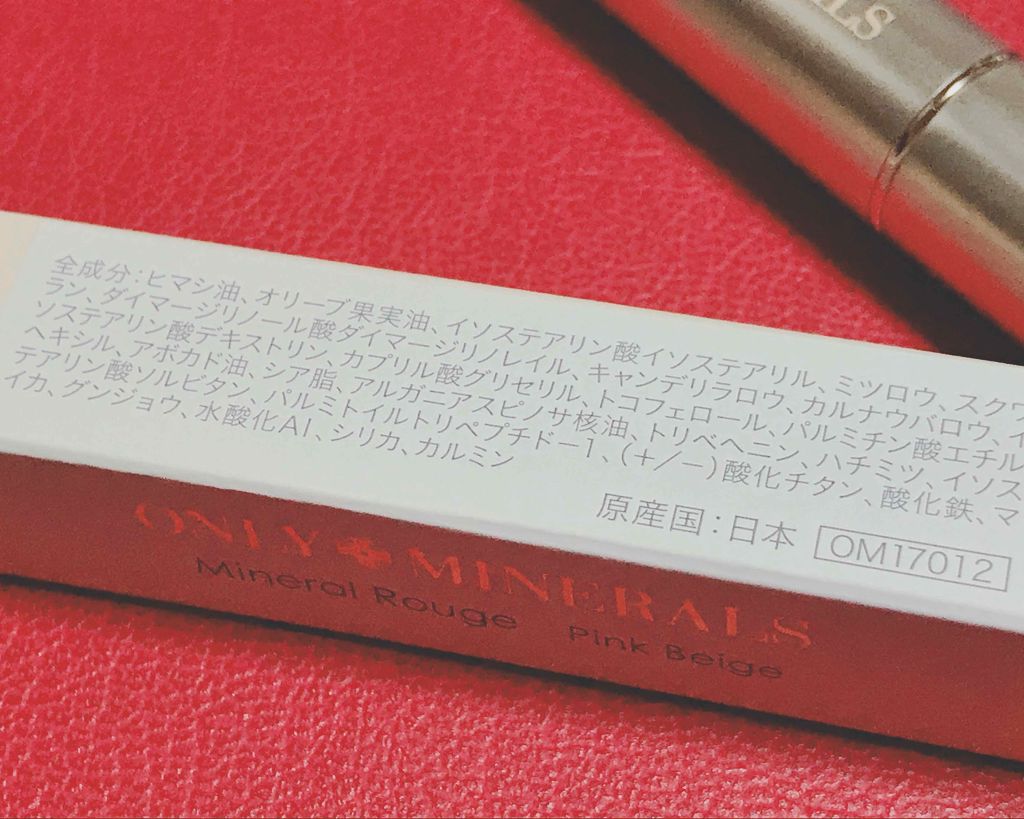 ALS
全成分：ヒマシ油、オリーブ果実油、イソステアリン酸イソステアリル、ミツロウ、スクワ
ラン、ダイマージリノール酸ダイマージリノレイル、キャンデリラロウ、カルナウバロウ、イ
ソステアリン酸デキストリン、カプリル酸グリセリル、トコフェロール、パルミチン酸エチル
ヘキシル、アボカド油、シア脂、アルガニアスピノサ核油、トリベヘニン、ハチミツ、イソス
テアリン酸ソルビタン、パルミトイルトリペプチド－1、(+/－)酸化チタン、酸化鉄、マ
イカ、グンジョウ、水酸化Al、シリカ、カルミン
原産国：日本 OM17012
ONLY MINERALS
Mineral Rouge Pink Beige